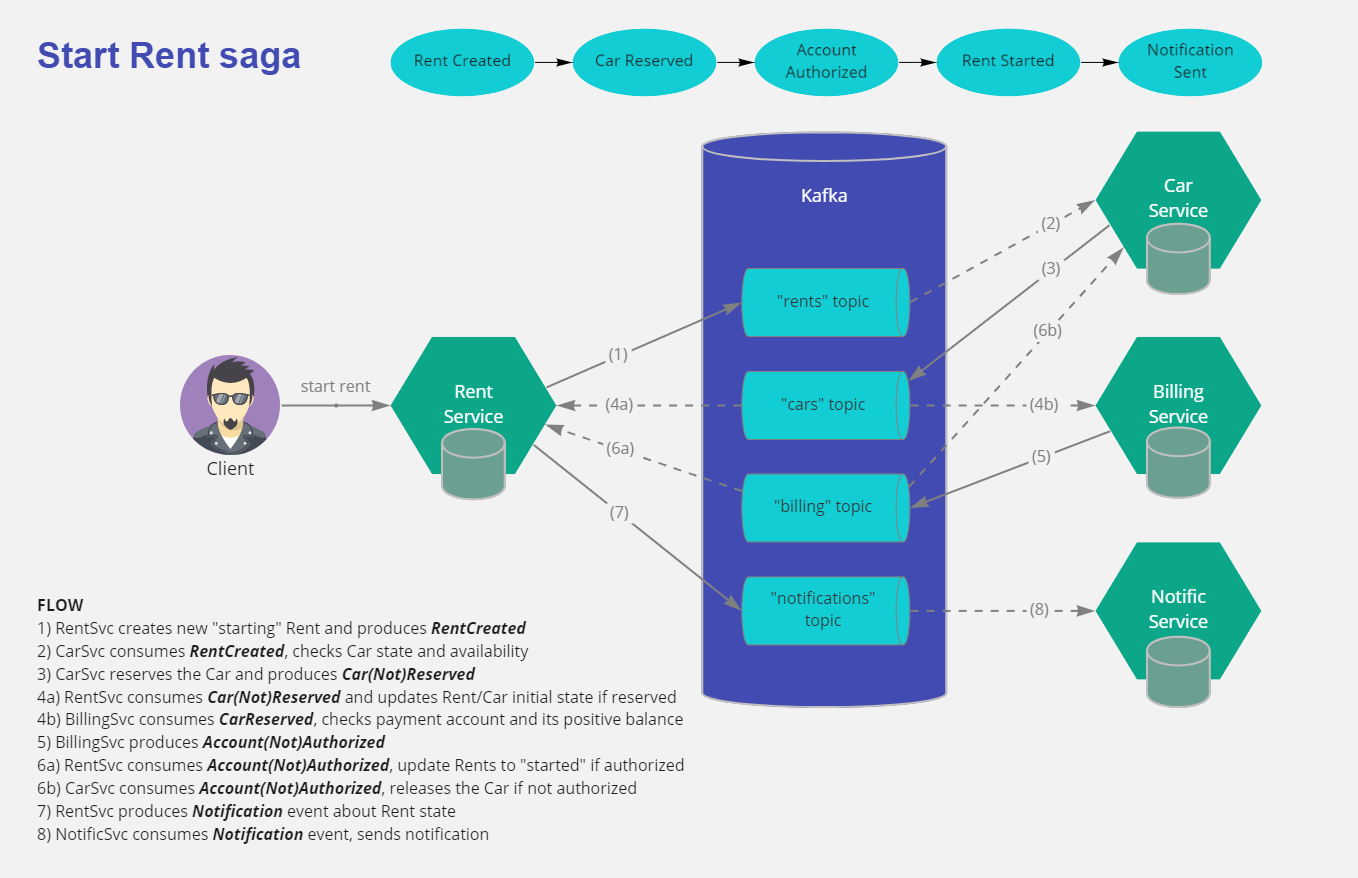 Start Rent saga
Rent Created
Car Reserved
Account
Authorized
Rent Started
Notification
Sent
Kafka
Car
Service
(2)
(3)
"rents" topic
(6b)
(1)
start rent
Rent
Service
(4a)
"cars" topic
(4b)
Billing
Service
Client
(6a)
(5)
"billing" topic
(7)
"notifications"
topic
(8)
Notific
Service
FLOW
1) RentSvc creates new "starting" Rent and produces RentCreated
2) CarSvc consumes RentCreated, checks Car state and availability
3) CarSvc reserves the Car and produces Car(Not)Reserved
4a) RentSvc consumes Car(Not)Reserved and updates Rent/Car initial state if reserved
4b) BillingSvc consumes CarReserved, checks payment account and its positive balance
5) BillingSvc produces Account(Not)Authorized
6a) RentSvc consumes Account(Not)Authorized, update Rents to "started" if authorized
6b) CarSvc consumes Account(Not)Authorized, releases the Car if not authorized
7) RentSvc produces Notification event about Rent state
8) NotificSvc consumes Notification event, sends notification